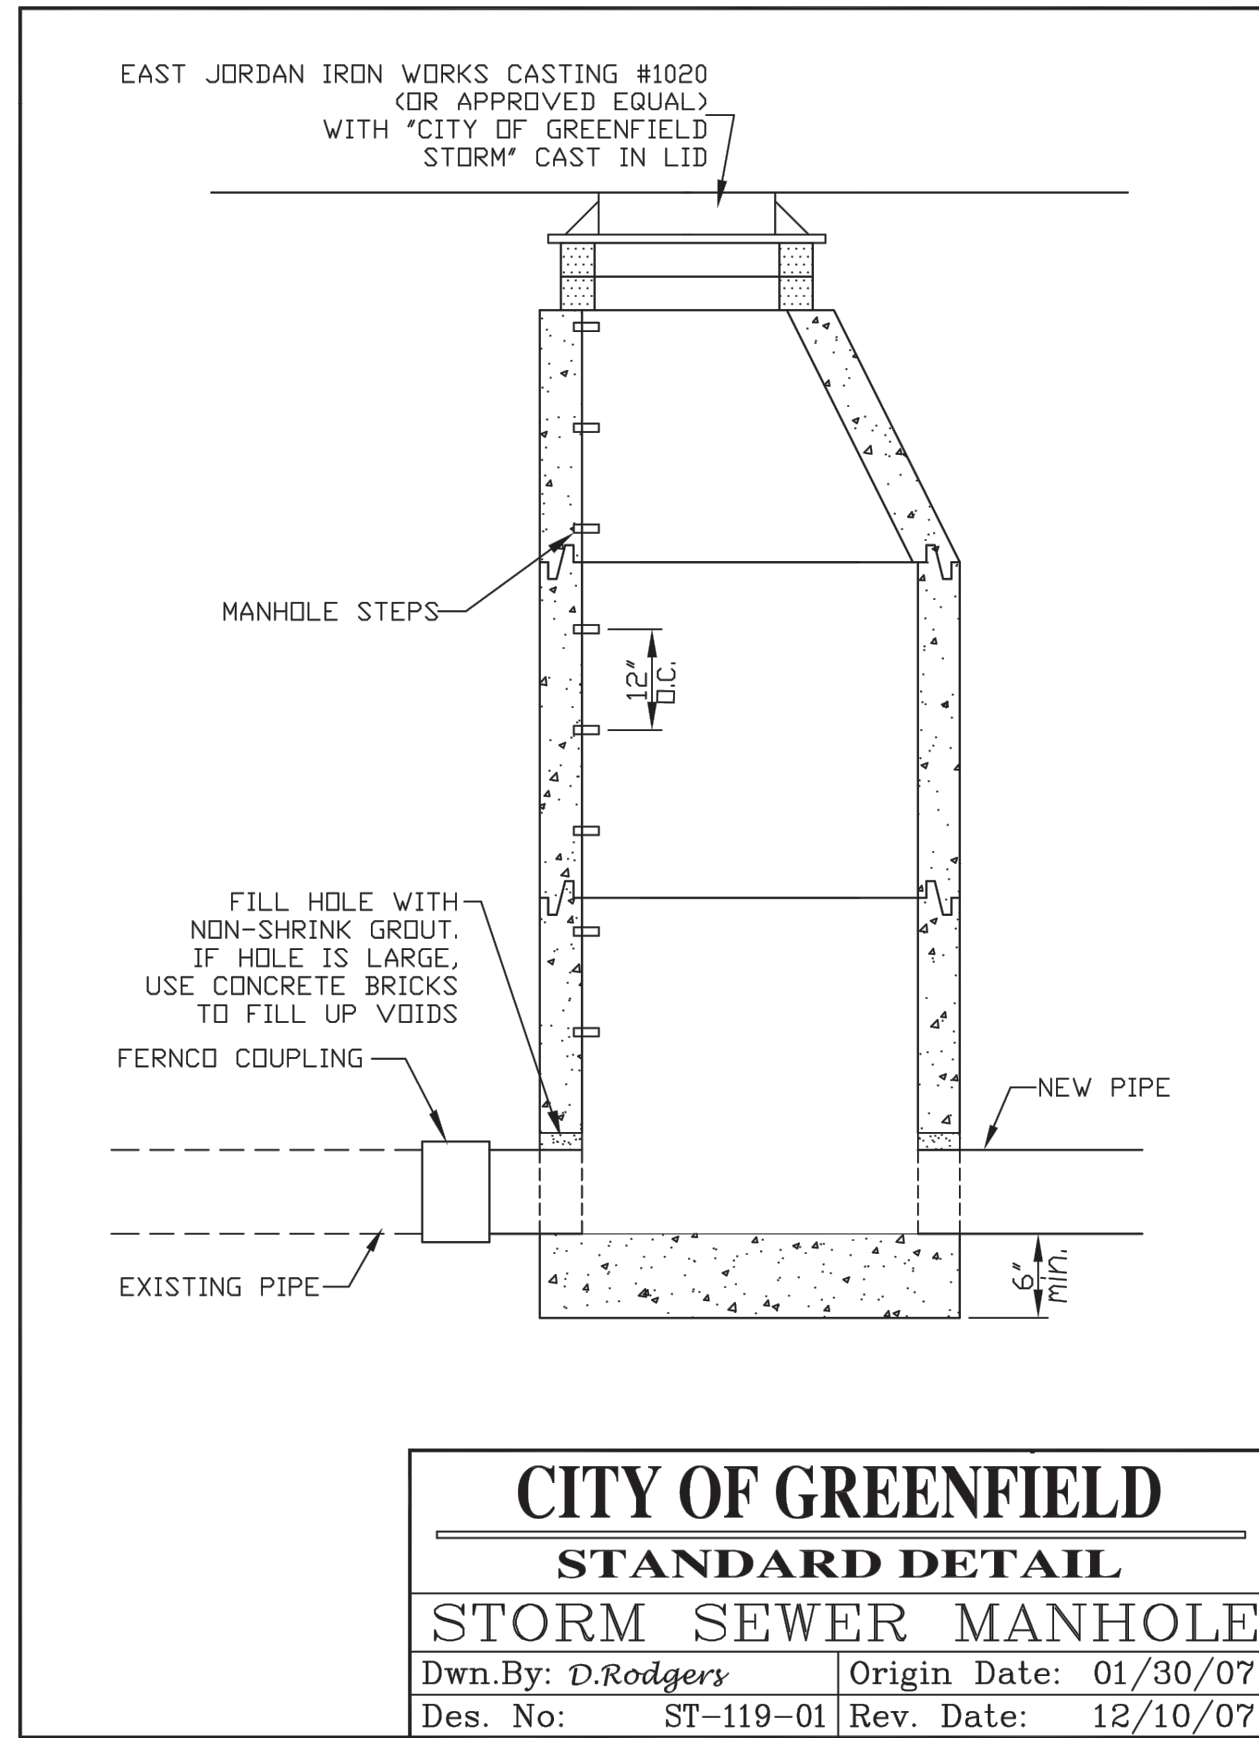 EAST JORDAN IRON WORKS CASTING #1020
(OR APPROVED EQUAL)
WITH "CITY OF GREENFIELD
STORM" CAST IN LID
MANHOLE STEPS
12"
O.C.
FILL HOLE WITH
NON-SHRINK GROUT.
IF HOLE IS LARGE,
USE CONCRETE BRICKS
TO FILL UP VOIDS
FERNCO COUPLING
NEW PIPE
EXISTING PIPE
6"
min.
CITY OF GREENFIELD
STANDARD DETAIL
STORM SEWER MANHOLE
Dwn.By: D.Rodgers
Origin Date: 01/30/07
Des. No: ST-119-01
Rev. Date: 12/10/07